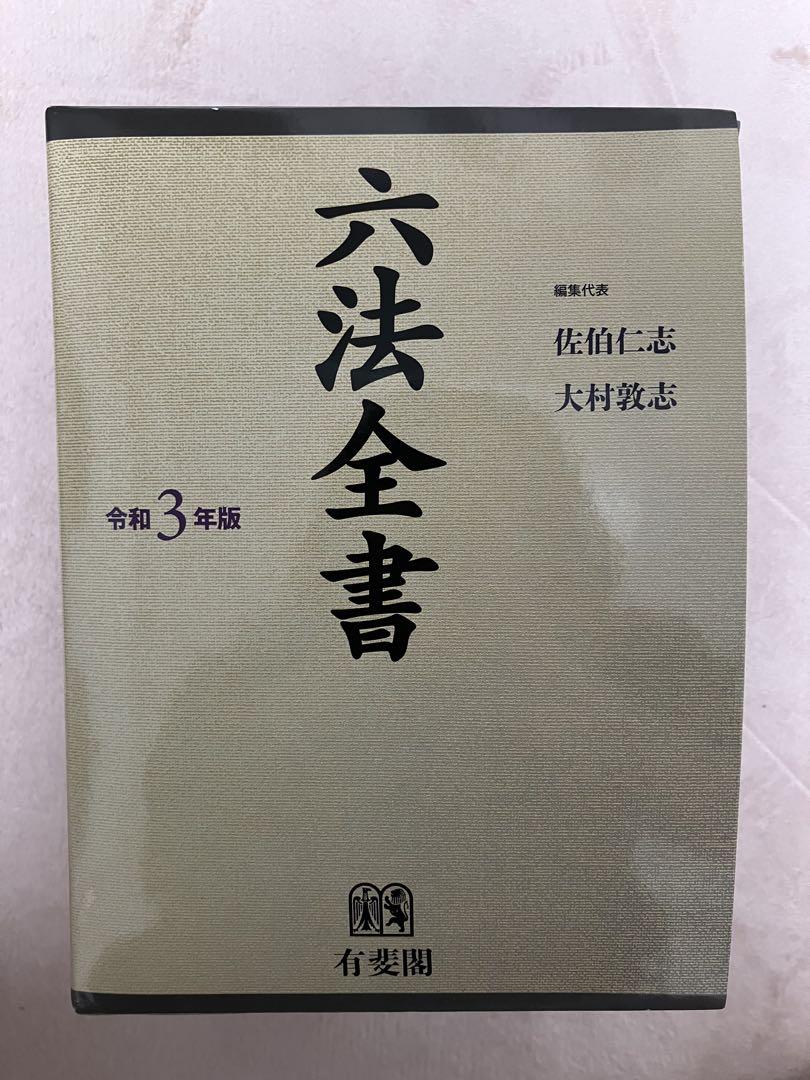 六法全書
編集代表
佐伯仁志
大村敦志
令和3年版
有斐閣